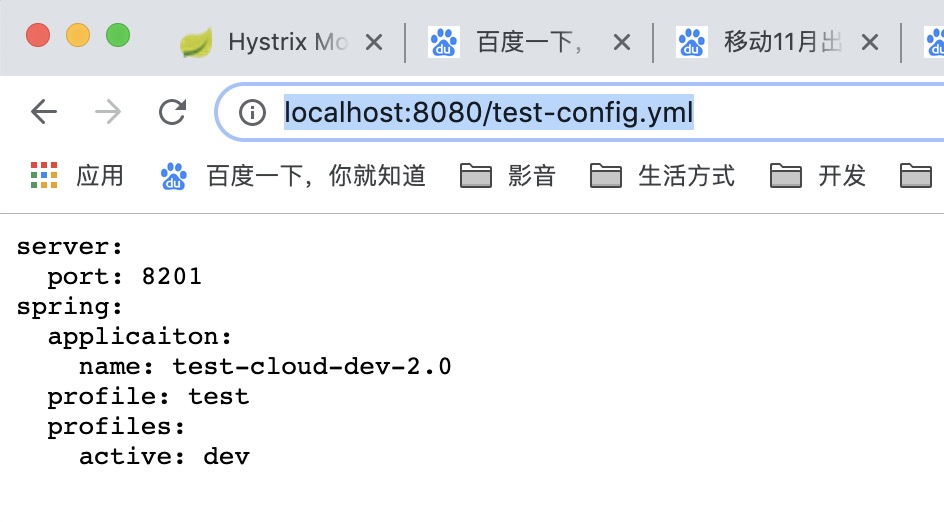 Hystrix Mo
百度一下,
移动11月出
localhost:8080/test-config.yml
应用
百度一下，你就知道
影音
生活方式
开发
server:
  port: 8201
spring:
  applicaiton:
    name: test-cloud-dev-2.0
  profile: test
  profiles:
    active: dev